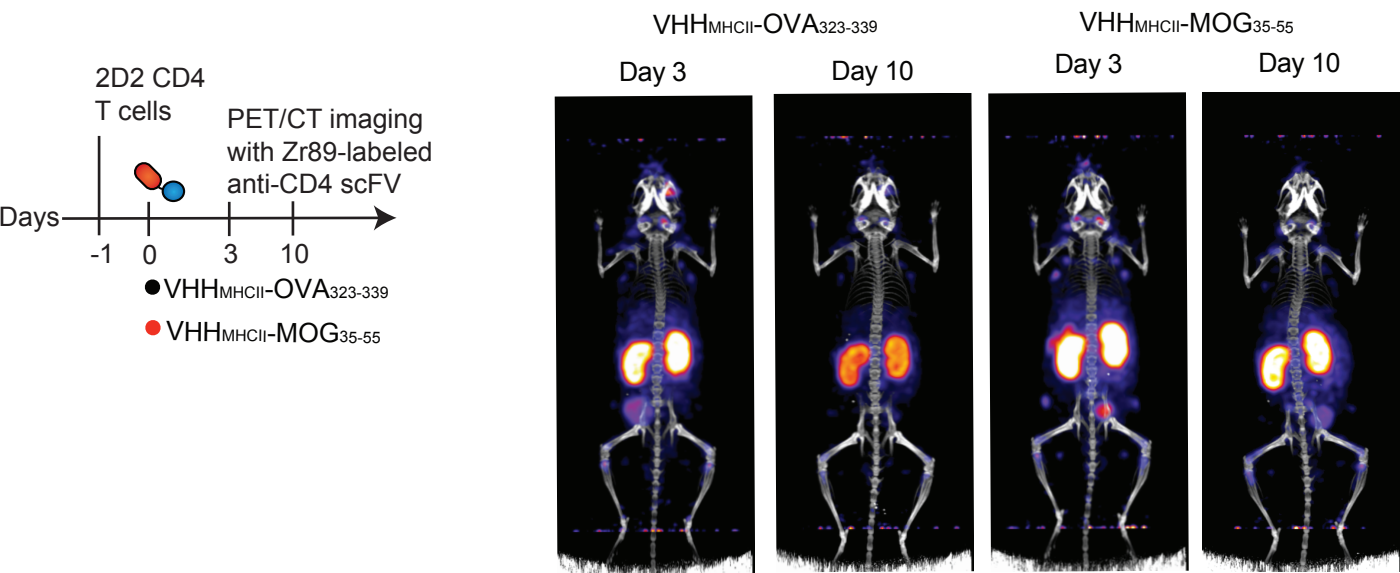 2D2 CD4
T cells
PET/CT imaging
with Zr89-labeled
anti-CD4 scFV
Days
-1 0 3 10
VHHMHCII-OVA323-339
VHHMHCII-MOG35-55
VHHMHCII-OVA323-339 VHHMHCII-MOG35-55
Day 3 Day 10 Day 3 Day 10